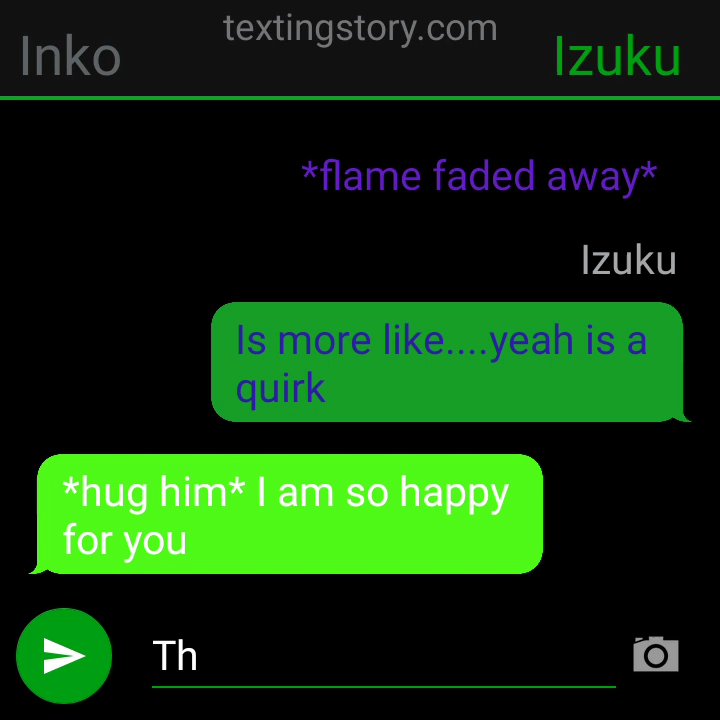 textingstory.com
Inko
Izuku
*flame faded away*
Izuku
Is more like....yeah is a
quirk
*hug him* I am so happy
for you
Th